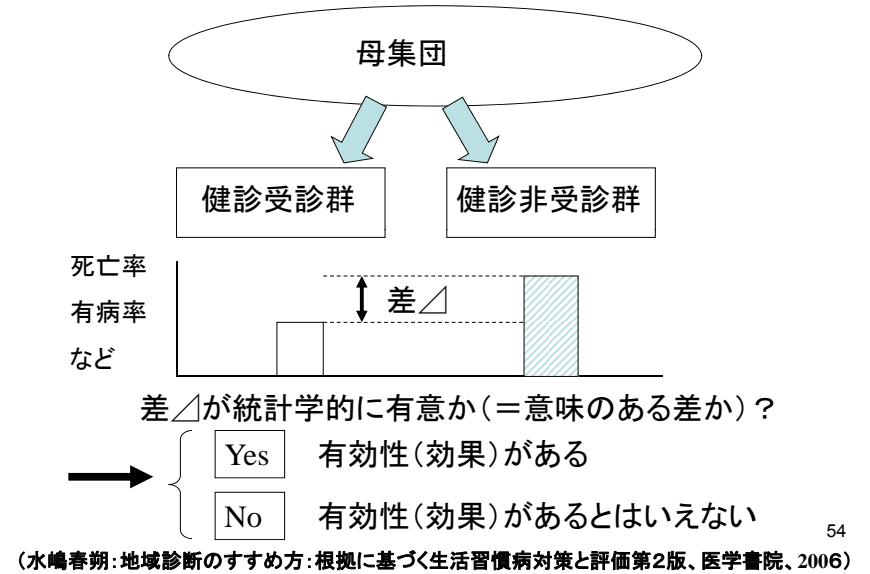 母集団
健診受診群
健診非受診群
死亡率
有病率
など
差⊿
差⊿が統計学的に有意か(=意味のある差か)?
Yes 有効性(効果)がある
No 有効性(効果)があるとはいえない
54
(水嶋春朔:地域診断のすすめ方:根拠に基づく生活習慣病対策と評価第2版、医学書院、2006)